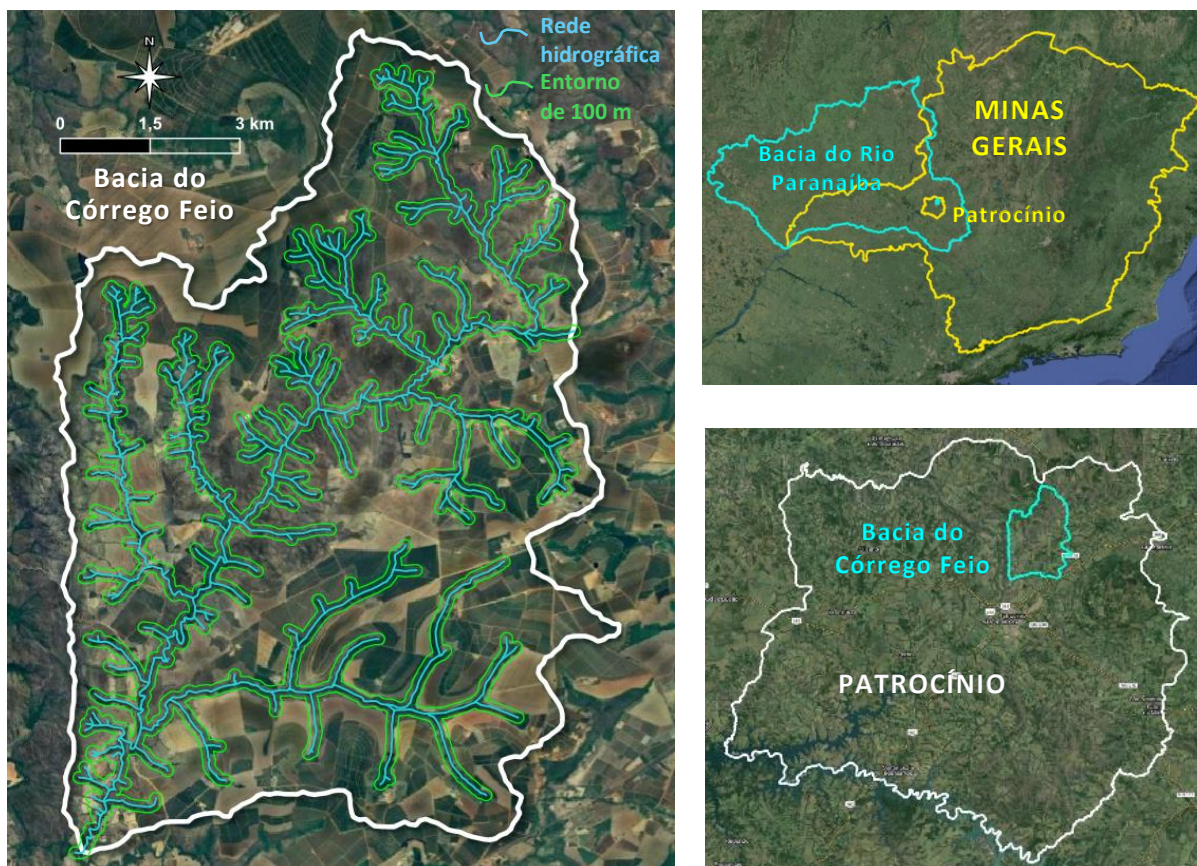 Rede
hidrográfica
Entorno
de 100 m
N
0 1,5 3 km
Bacia do
Córrego Feio
MINAS
GERAIS
Bacia do Rio
Paranaíba
Patrocínio
Bacia do
Córrego Feio
PATROCÍNIO